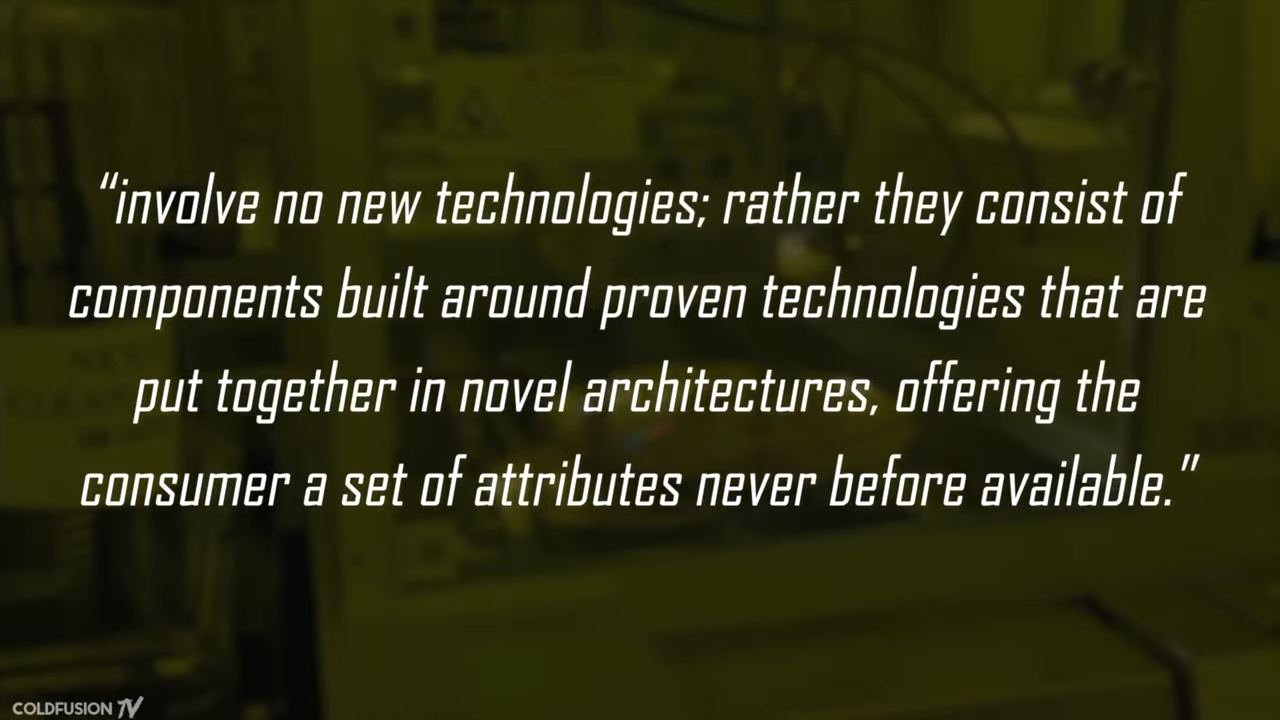 “involve no new technologies; rather they consist of
components built around proven technologies that are
put together in novel architectures, offering the
consumer a set of attributes never before available.”
COLDFUSION TV